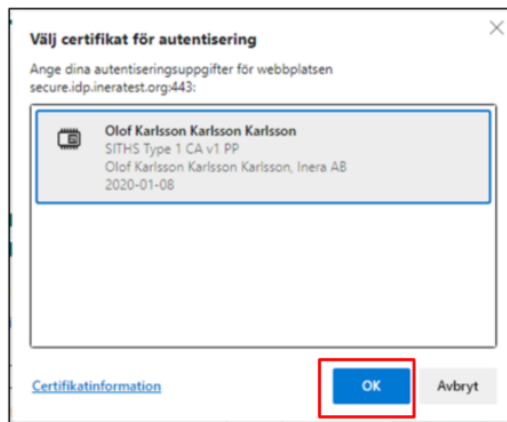 Välj certifikat för autentisering
Ange dina autentiseringsuppgifter för webbplatsen
secure.idp.ineratest.org:443:
Olof Karlsson Karlsson Karlsson
SITHS Type 1 CA v1 PP
Olof Karlsson Karlsson Karlsson, Inera AB
2020-01-08
Certifikatinformation
OK
Avbryt